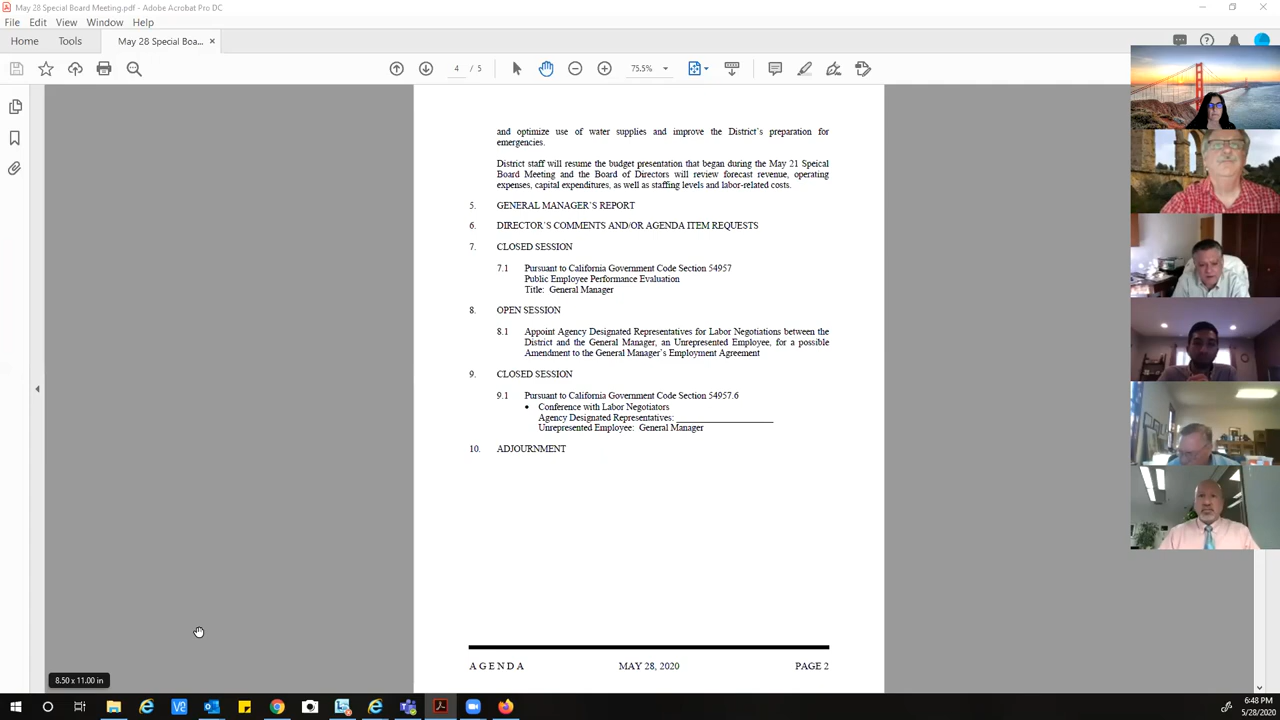 May 28 Special Board Meeting.pdf - Adobe Acrobat Pro DC
File Edit View Window Help
Home Tools May 28 Special Boa... ×
4 / 5 75.5%
and optimize use of water supplies and improve the District's preparation for
emergencies.
District staff will resume the budget presentation that began during the May 21 Speical
Board Meeting and the Board of Directors will review forecast revenue, operating
expenses, capital expenditures, as well as staffing levels and labor-related costs.
5. GENERAL MANAGER'S REPORT
6. DIRECTOR'S COMMENTS AND/OR AGENDA ITEM REQUESTS
7. CLOSED SESSION
7.1 Pursuant to California Government Code Section 54957
Public Employee Performance Evaluation
Title: General Manager
8. OPEN SESSION
8.1 Appoint Agency Designated Representatives for Labor Negotiations between the
District and the General Manager, an Unrepresented Employee, for a possible
Amendment to the General Manager's Employment Agreement
9. CLOSED SESSION
9.1 Pursuant to California Government Code Section 54957.6
• Conference with Labor Negotiators
Agency Designated Representatives: ____________________
Unrepresented Employee: General Manager
10. ADJOURNMENT
AGENDA MAY 28, 2020 PAGE 2
8.50 x 11.00 in
6:48 PM
5/28/2020